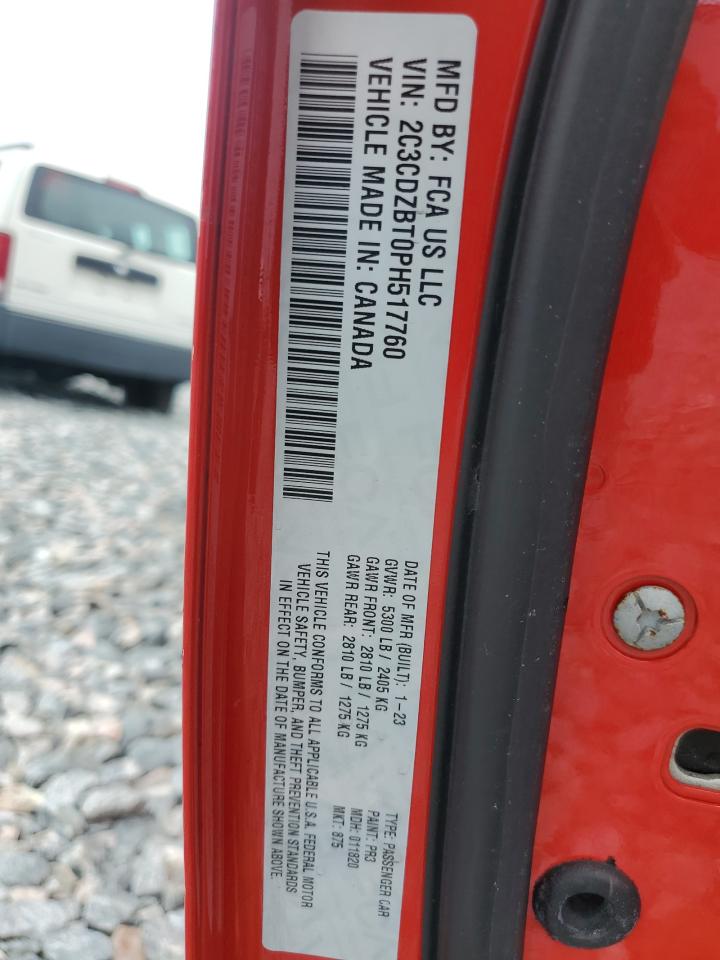 MFD BY: FCA US LLC
VIN: 2C3CDZBT0PH517760
VEHICLE MADE IN: CANADA
DATE OF MFR (BUILT): 1-23
GVWR: 5300 LB / 2405 KG
GAWR FRONT: 2810 LB / 1275 KG
GAWR REAR: 2810 LB / 1275 KG
THIS VEHICLE CONFORMS TO ALL APPLICABLE U.S.A. FEDERAL MOTOR
VEHICLE SAFETY, BUMPER, AND THEFT PREVENTION STANDARDS
IN EFFECT ON THE DATE OF MANUFACTURE SHOWN ABOVE.
TYPE: PASSENGER CAR
PAINT: PR3
MDH: 011820
MKT: 875